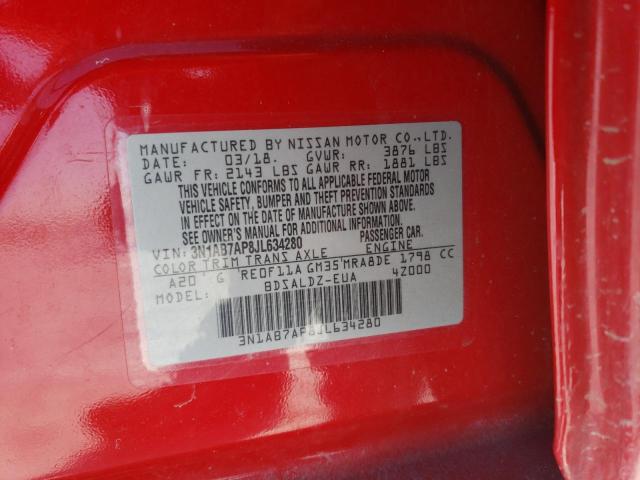 MANUFACTURED BY NISSAN MOTOR CO.,LTD.
DATE: 03/18. GVWR: 3876 LBS
GAWR FR: 2143 LBS GAWR RR: 1881 LBS
THIS VEHICLE CONFORMS TO ALL APPLICABLE FEDERAL MOTOR
VEHICLE SAFETY, BUMPER AND THEFT PREVENTION STANDARDS
IN EFFECT ON THE DATE OF MANUFACTURE SHOWN ABOVE.
SEE OWNER'S MANUAL FOR ADDITIONAL INFORMATION
VIN: 3N1AB7AP8JL634280 PASSENGER CAR
COLOR TRIM TRANS AXLE ENGINE
A20 G RE0F11A GM35 MRA8DE 1798 CC
MODEL: BDSALDZ-EUA 4Z000
3N1AB7AP8JL634280